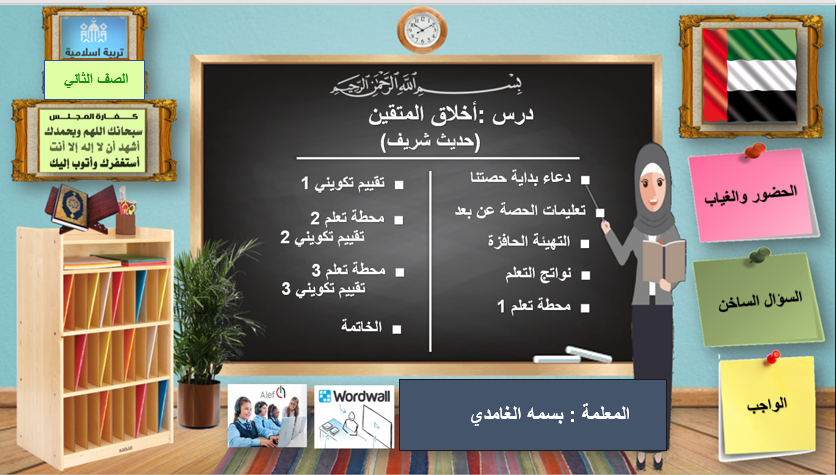 تربية اسلامية
الصف الثاني
كفارة المجلس
سبحانك اللهم وبحمدك
أشهد أن لا إله إلا أنت
أستغفرك وأتوب إليك
بسم الله الرحمن الرحيم
درس :أخلاق المتقين
(حديث شريف)
دعاء بداية حصتنا
تعليمات الحصة عن بعد
التهيئة الحافزة
نواتج التعلم
محطة تعلم 1
تقييم تكويني 1
محطة تعلم 2
تقييم تكويني 2
محطة تعلم 3
تقييم تكويني 3
الخاتمة
الحضور والغياب
السؤال الساخن
الواجب
Alef
Wordwall
المعلمة : بسمه الغامدي